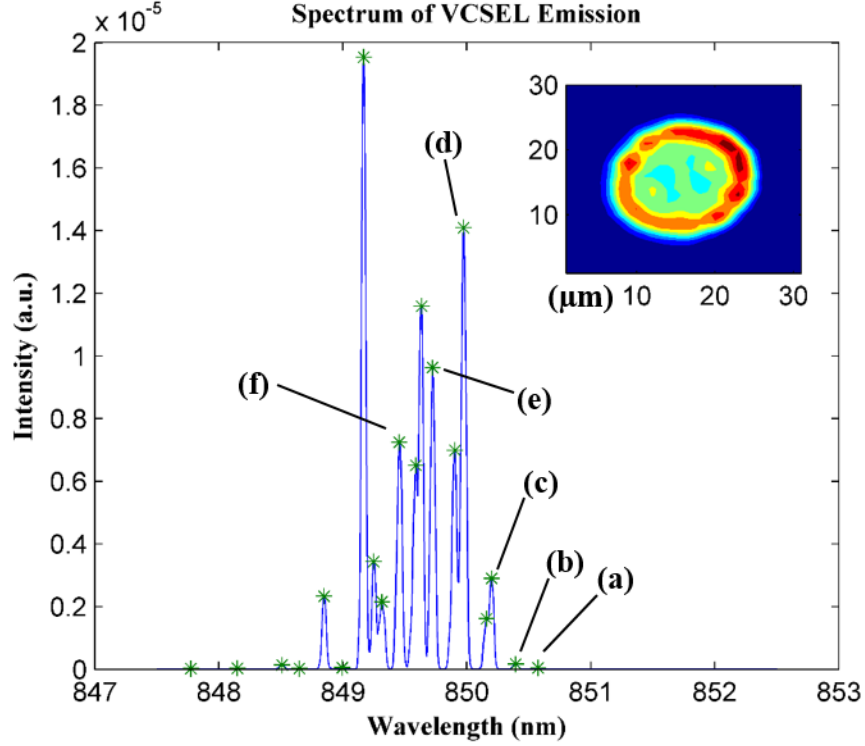 Spectrum of VCSEL Emission
x 10⁻⁵
2
1.8
1.6
1.4
1.2
1
0.8
0.6
0.4
0.2
0
Intensity (a.u.)
847 848 849 850 851 852 853
Wavelength (nm)
(d)
(f)
(e)
(c)
(b)
(a)
30
20
10
(μm) 10 20 30